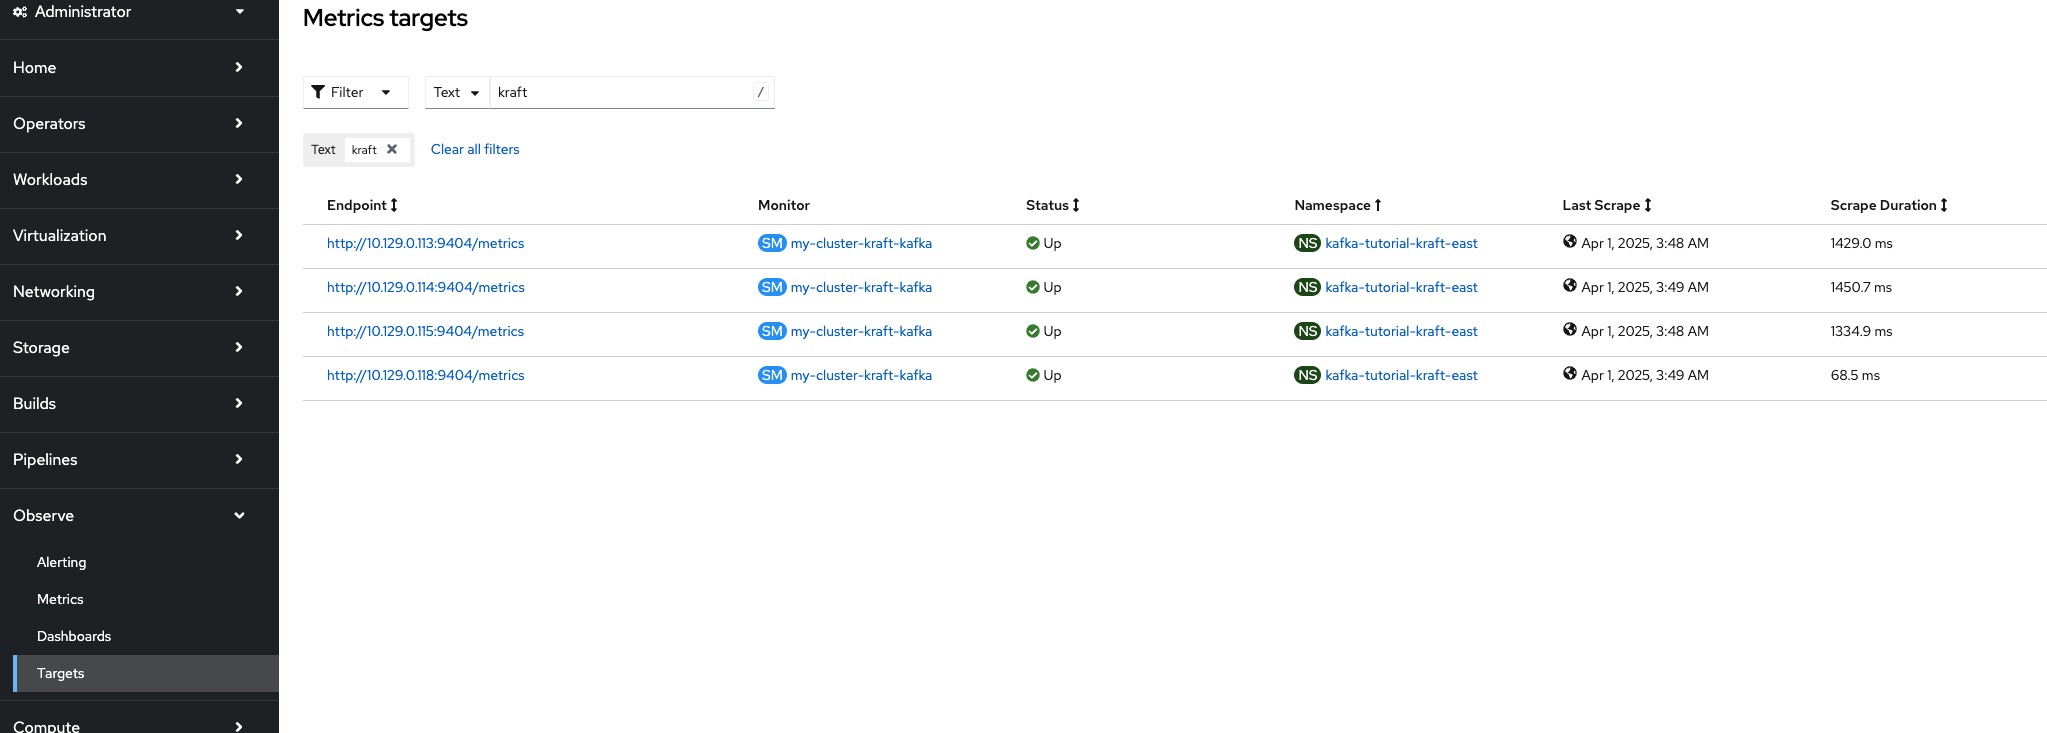 Administrator
Home
Operators
Workloads
Virtualization
Networking
Storage
Builds
Pipelines
Observe
Alerting
Metrics
Dashboards
Targets
Compute
Metrics targets
Filter Text kraft /
Text kraft Clear all filters
Endpoint Monitor Status Namespace Last Scrape Scrape Duration
http://10.129.0.113:9404/metrics SM my-cluster-kraft-kafka Up NS kafka-tutorial-kraft-east Apr 1, 2025, 3:48 AM 1429.0 ms
http://10.129.0.114:9404/metrics SM my-cluster-kraft-kafka Up NS kafka-tutorial-kraft-east Apr 1, 2025, 3:49 AM 1450.7 ms
http://10.129.0.115:9404/metrics SM my-cluster-kraft-kafka Up NS kafka-tutorial-kraft-east Apr 1, 2025, 3:48 AM 1334.9 ms
http://10.129.0.118:9404/metrics SM my-cluster-kraft-kafka Up NS kafka-tutorial-kraft-east Apr 1, 2025, 3:49 AM 68.5 ms